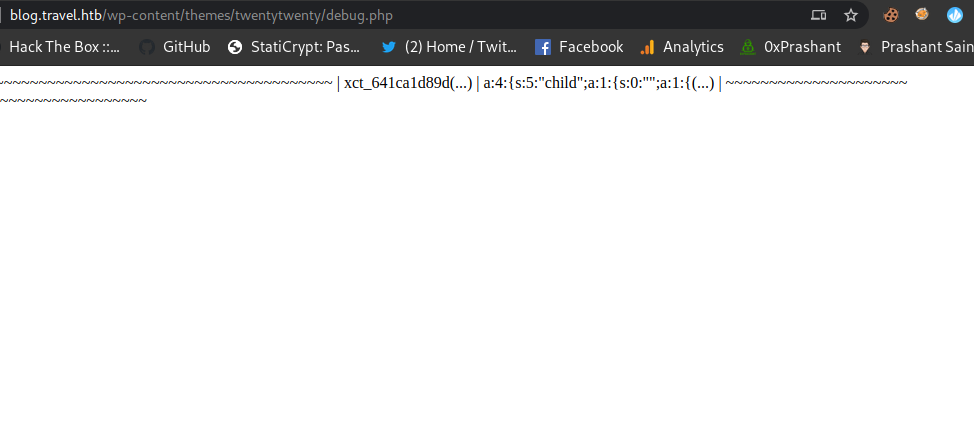 blog.travel.htb/wp-content/themes/twentytwenty/debug.php
Hack The Box ::… GitHub StatiCrypt: Pas… (2) Home / Twit… Facebook Analytics 0xPrashant Prashant Sain
~~~~~~~~~~~~~~~~~~~~~~~~~~~~~~~~~~~~~~~ | xct_641ca1d89d(...) | a:4:{s:5:"child";a:1:{s:0:"";a:1:{(...) | ~~~~~~~~~~~~~~~~~~~~~
~~~~~~~~~~~~~~~~~